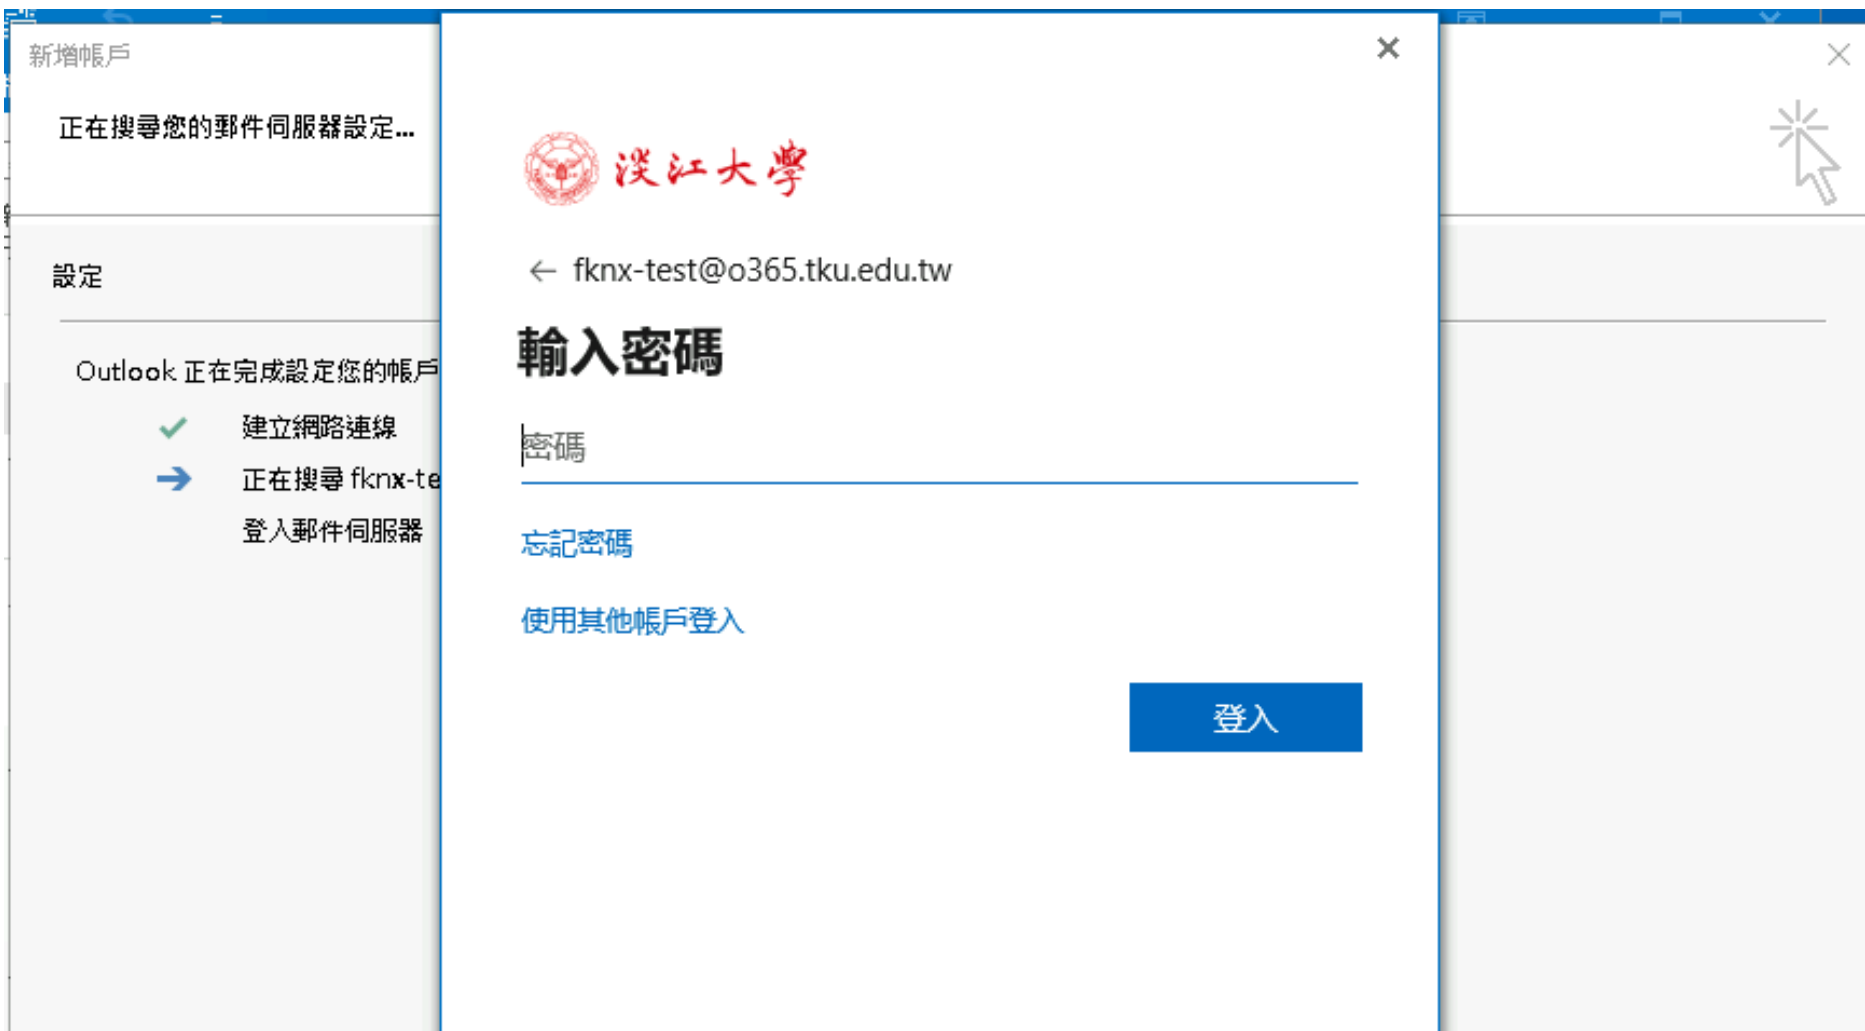 新增帳戶
正在搜尋您的郵件伺服器設定...
設定
Outlook 正在完成設定您的帳戶
建立網路連線
正在搜尋 fknx-te
登入郵件伺服器
淡江大學
← fknx-test@o365.tku.edu.tw
輸入密碼
密碼
忘記密碼
使用其他帳戶登入
登入